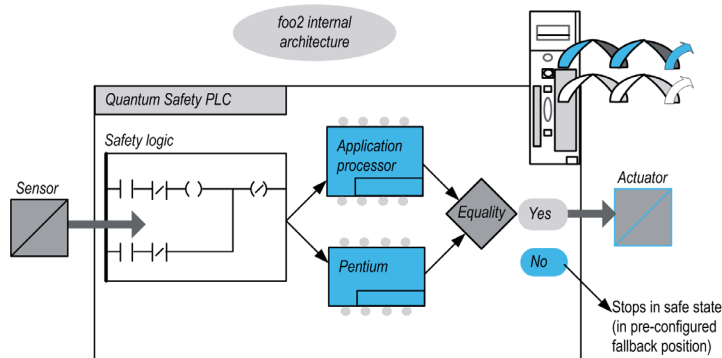 foo2 internal
architecture
Quantum Safety PLC
Safety logic
Sensor
Application
processor
Pentium
Equality
Yes
No
Actuator
Stops in safe state
(in pre-configured
fallback position)